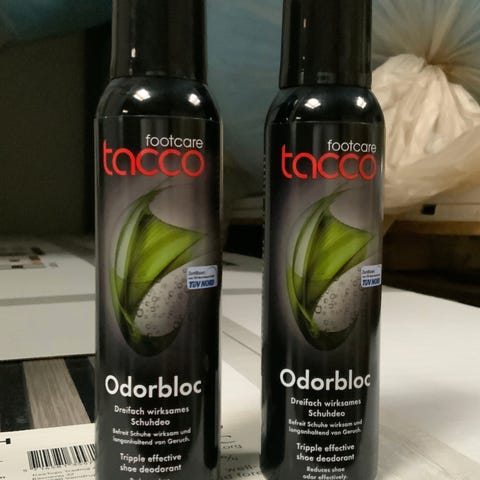 footcare
tacco
TÜV NORD
Odorbloc
Dreifach wirksames
Schuhdeo
Befreit Schuhe wirksam und
langanhaltend von Geruch.
Tripple effective
shoe deodorant
footcare
tacco
TÜV NORD
Odorbloc
Dreifach wirksames
Schuhdeo
Befreit Schuhe wirksam und
langanhaltend von Geruch.
Tripple effective
shoe deodorant
Reduces shoe
odor effectively.